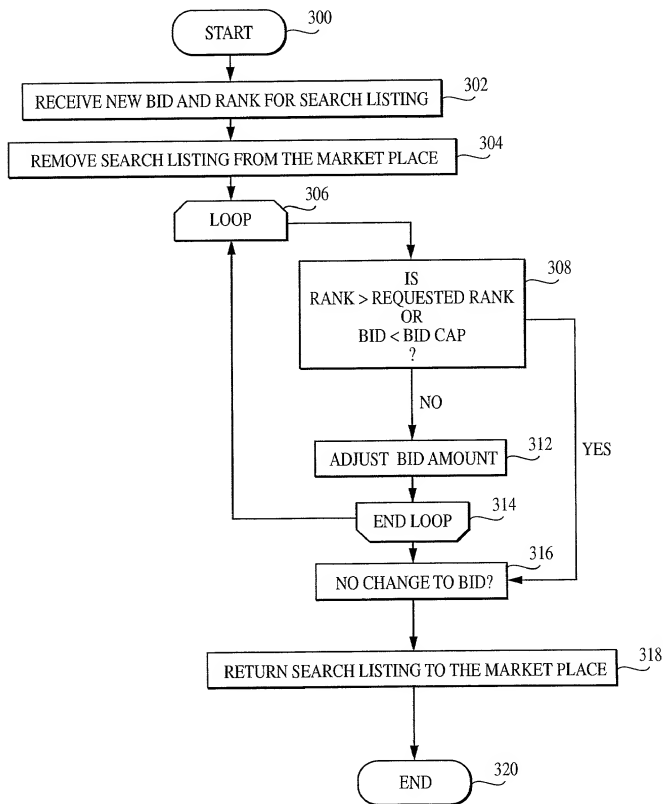 START
300
RECEIVE NEW BID AND RANK FOR SEARCH LISTING
302
REMOVE SEARCH LISTING FROM THE MARKET PLACE
304
LOOP
306
IS
RANK > REQUESTED RANK
OR
BID < BID CAP
?
308
NO
YES
ADJUST BID AMOUNT
312
END LOOP
314
NO CHANGE TO BID?
316
RETURN SEARCH LISTING TO THE MARKET PLACE
318
END
320